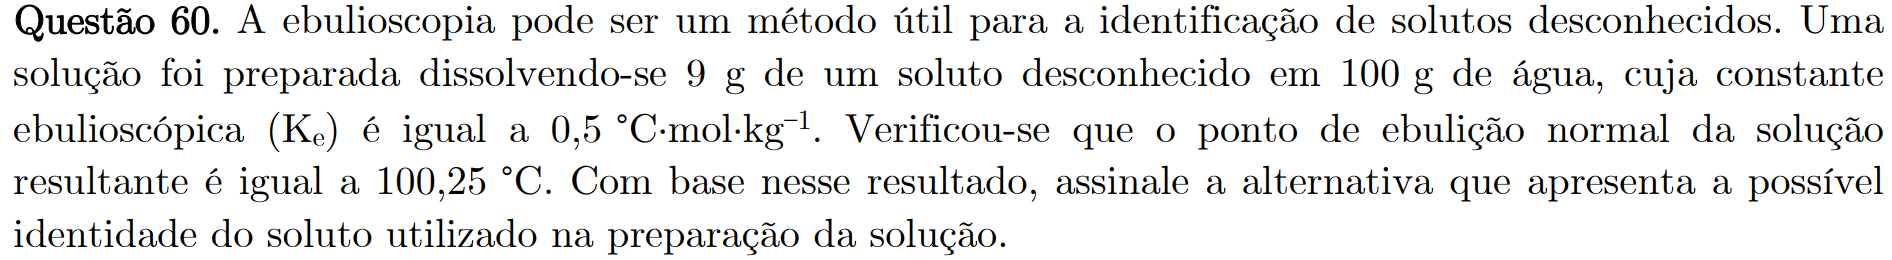 Questão 60. A ebulioscopia pode ser um método útil para a identificação de solutos desconhecidos. Uma
solução foi preparada dissolvendo-se 9 g de um soluto desconhecido em 100 g de água, cuja constante
ebulioscópica (Kₑ) é igual a 0,5 °C·mol·kg⁻¹. Verificou-se que o ponto de ebulição normal da solução
resultante é igual a 100,25 °C. Com base nesse resultado, assinale a alternativa que apresenta a possível
identidade do soluto utilizado na preparação da solução.